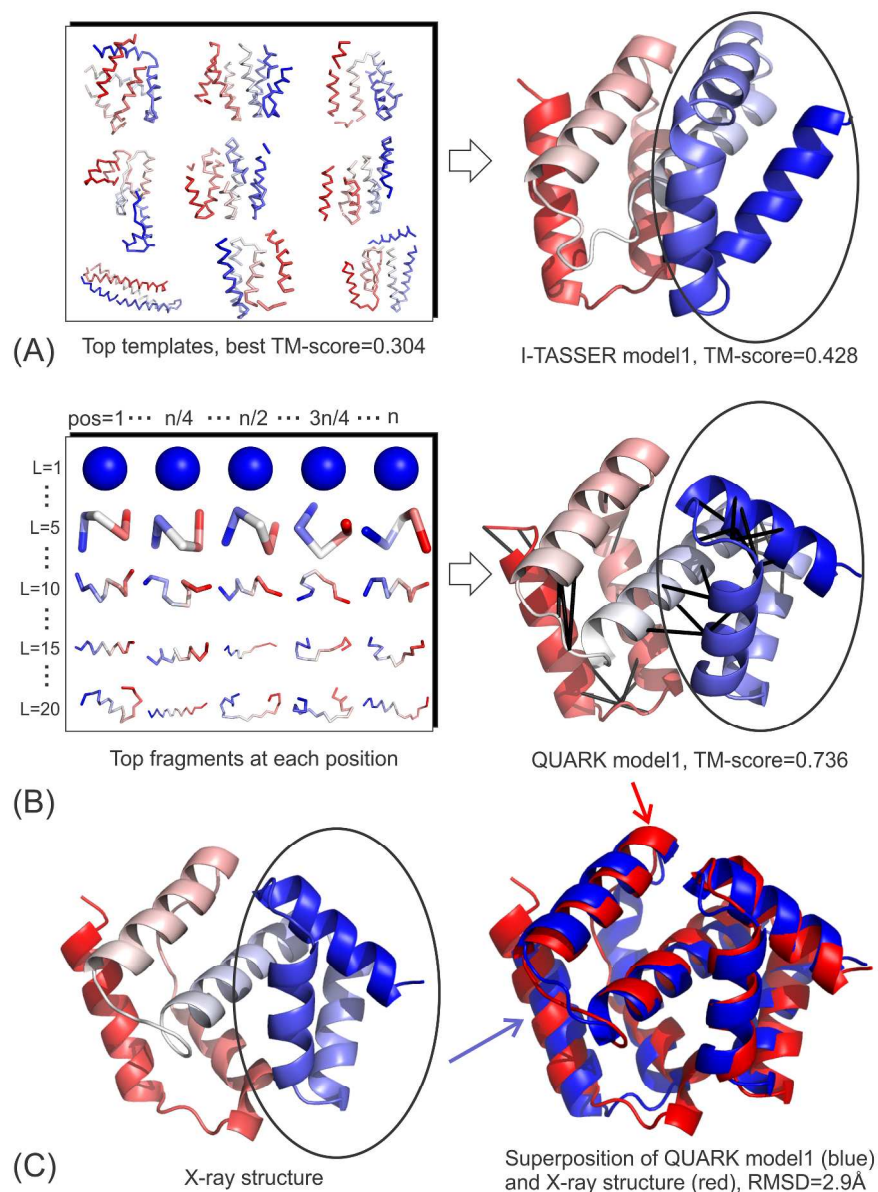 (A)
Top templates, best TM-score=0.304
I-TASSER model1, TM-score=0.428
pos=1 ··· n/4 ··· n/2 ··· 3n/4 ··· n
L=1
⋮
L=5
⋮
L=10
⋮
L=15
⋮
L=20
Top fragments at each position
QUARK model1, TM-score=0.736
(B)
(C)
X-ray structure
Superposition of QUARK model1 (blue)
and X-ray structure (red), RMSD=2.9Å